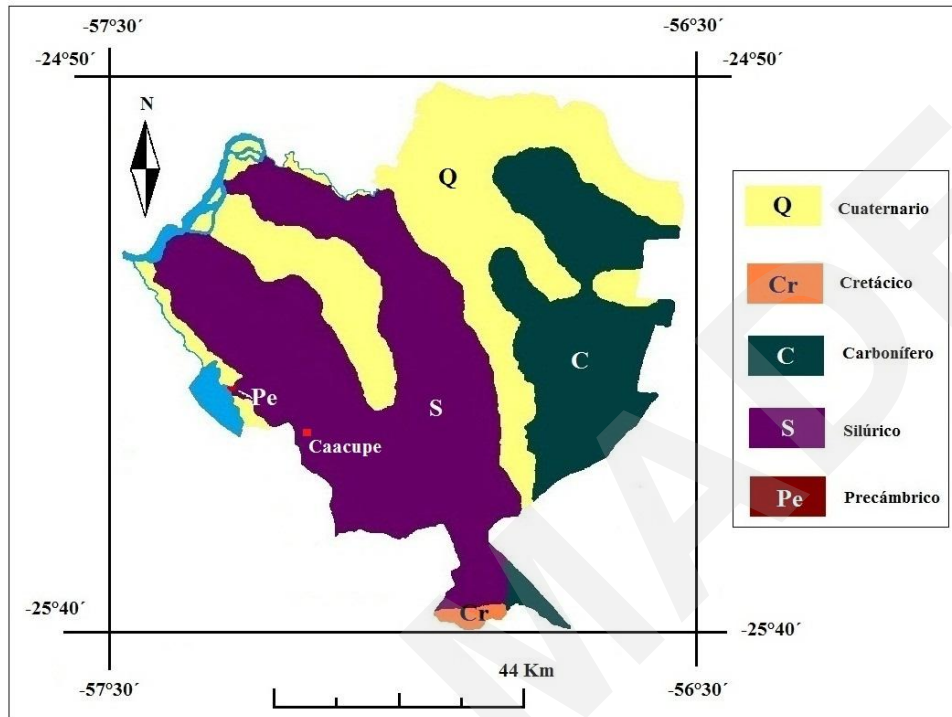 -57°30´
-56°30´
-24°50´
-24°50´
N
Q
Q
Cuaternario
Cr
Cretácico
C
Carbonífero
C
Pe
S
S
Silúrico
Caacupe
Pe
Precámbrico
-25°40´
Cr
-25°40´
44 Km
-57°30´
-56°30´
MADE